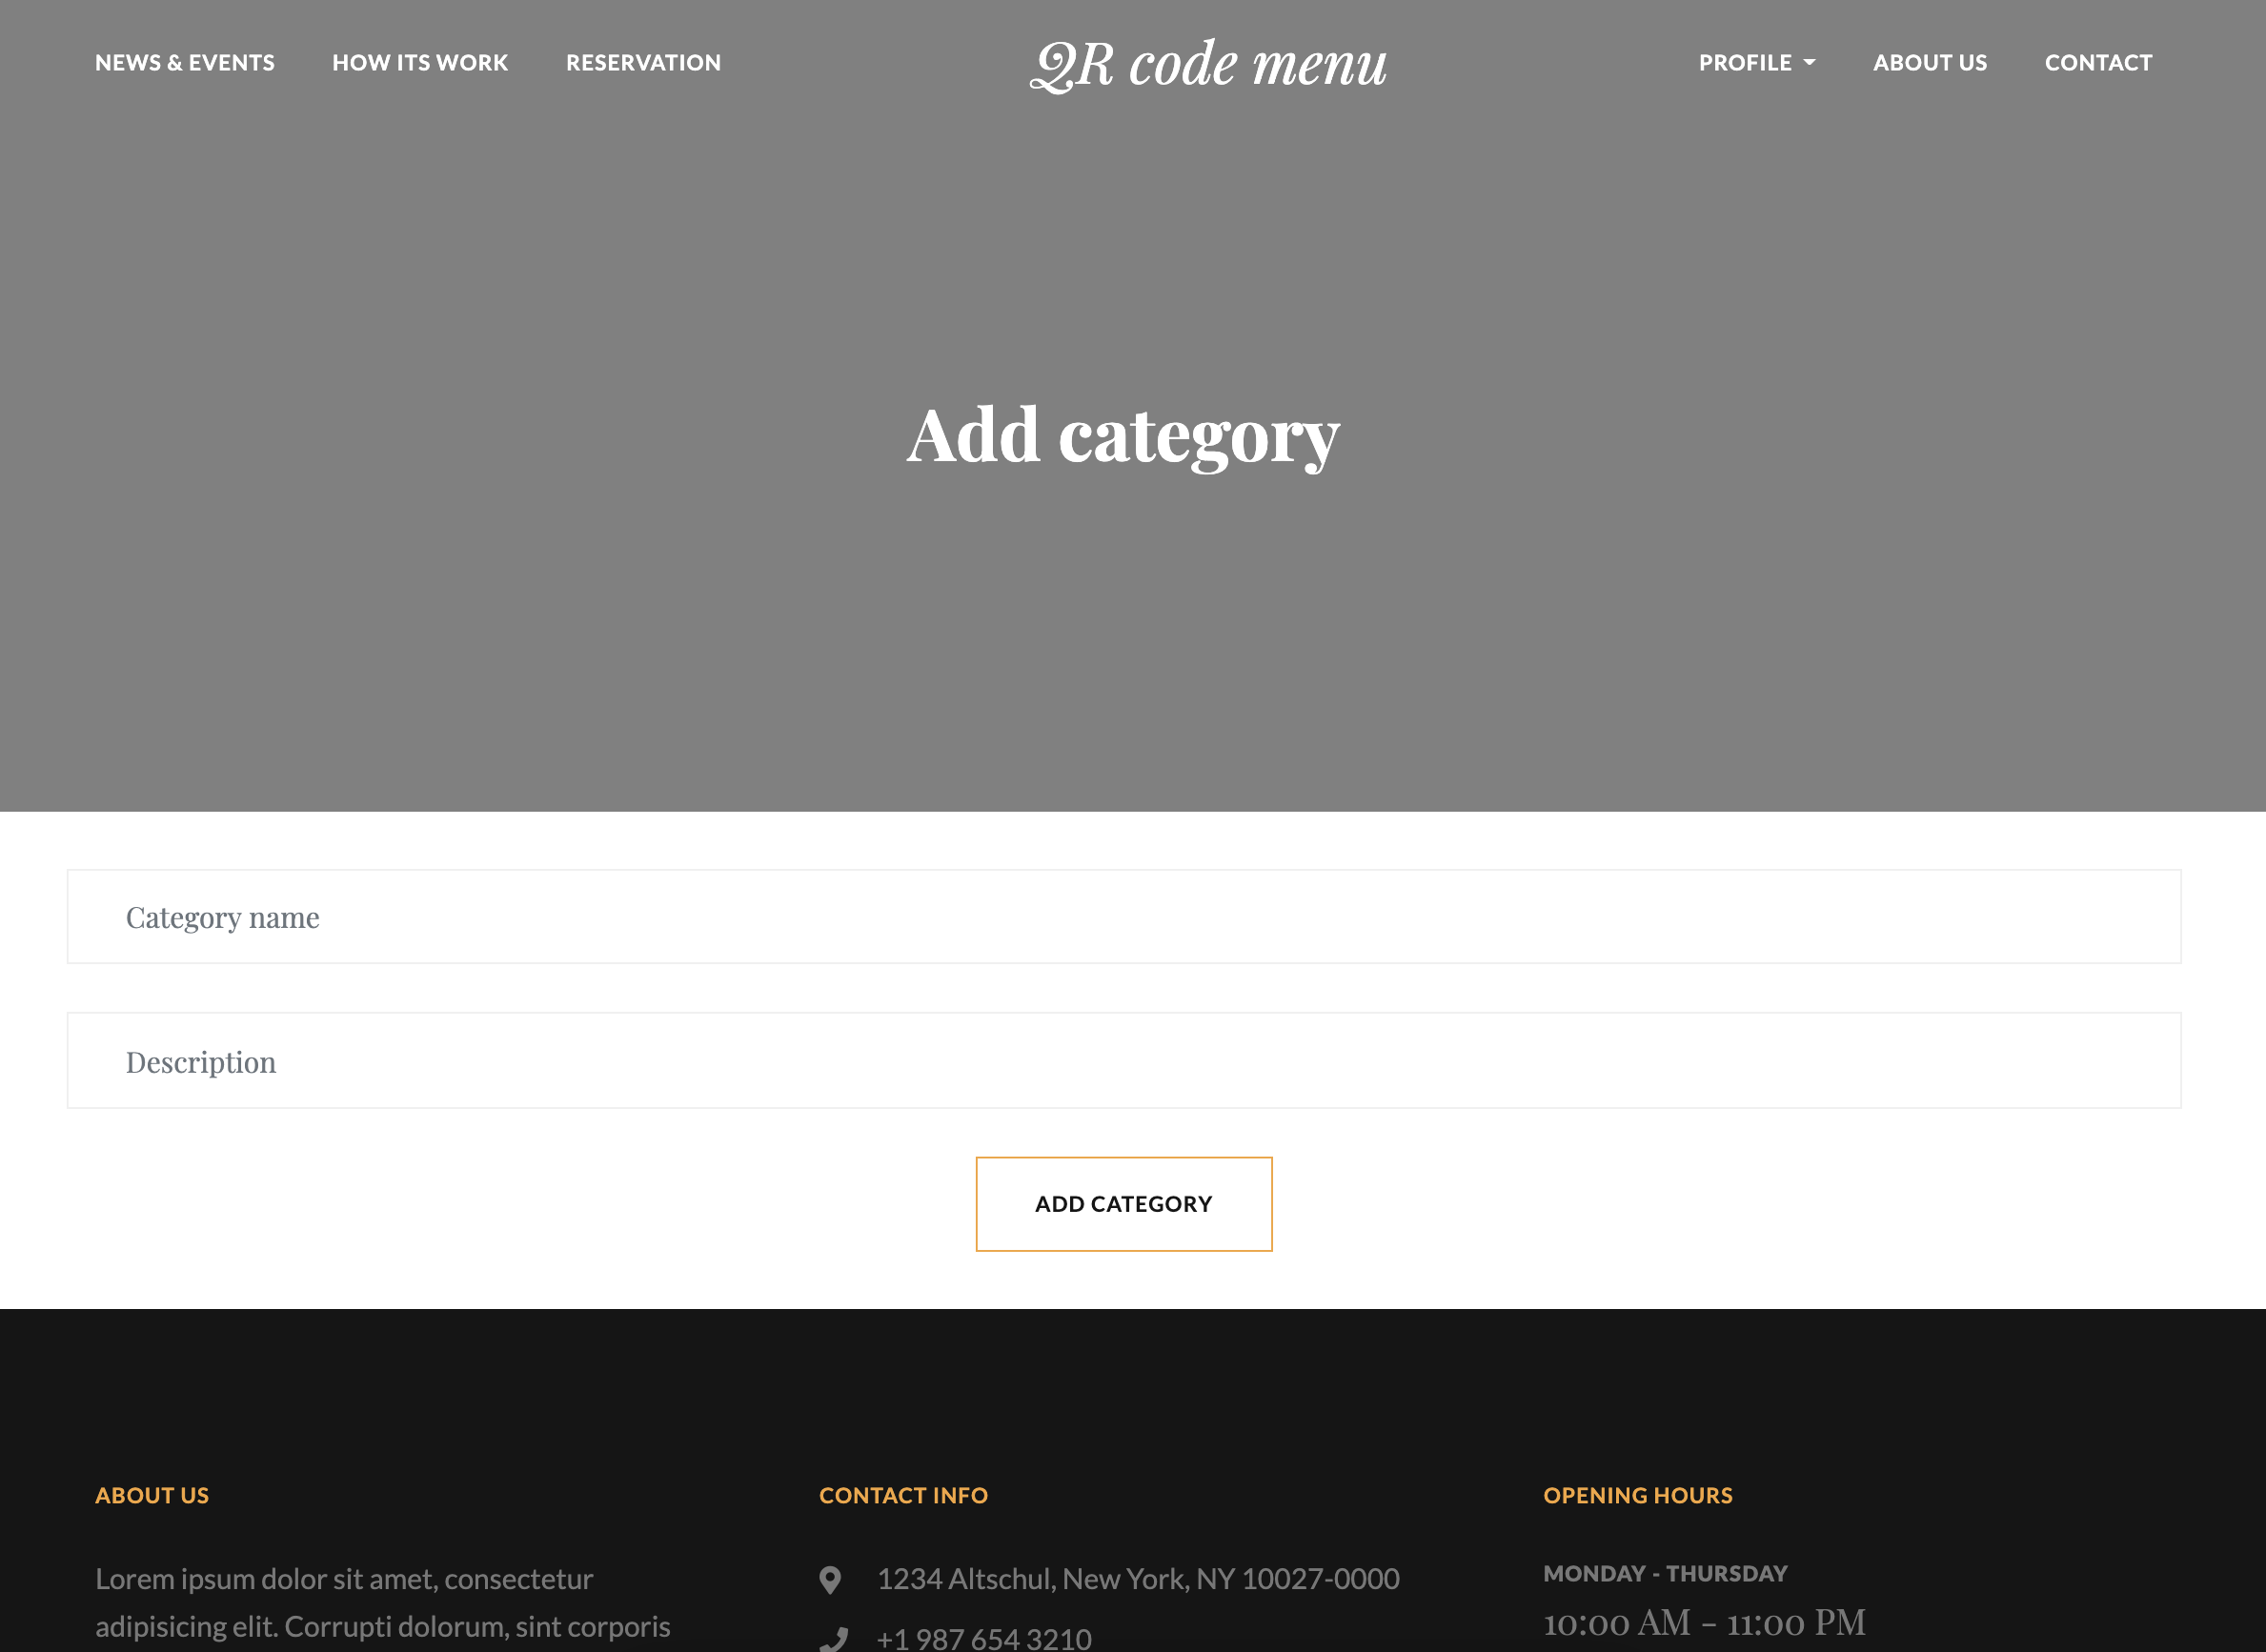 NEWS & EVENTS HOW ITS WORK RESERVATION QR code menu PROFILE ABOUT US CONTACT
Add category
Category name
Description
ADD CATEGORY
ABOUT US
Lorem ipsum dolor sit amet, consectetur
adipisicing elit. Corrupti dolorum, sint corporis
CONTACT INFO
1234 Altschul, New York, NY 10027-0000
+1 987 654 3210
OPENING HOURS
MONDAY - THURSDAY
10:00 AM – 11:00 PM